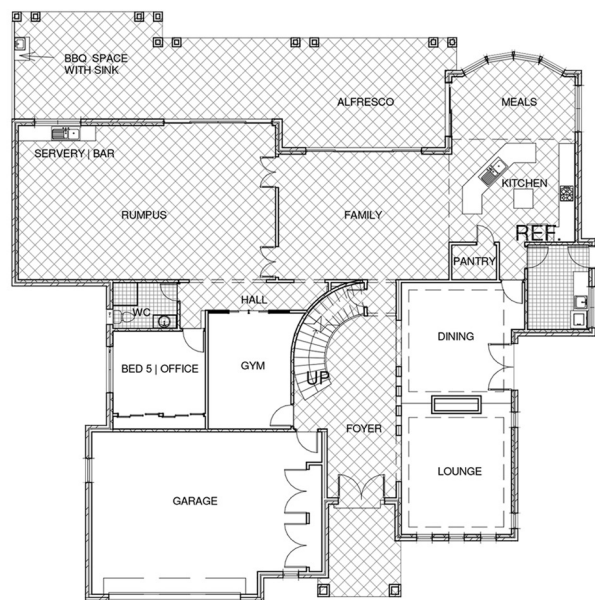 BBQ SPACE
WITH SINK
ALFRESCO
MEALS
SERVERY | BAR
RUMPUS
FAMILY
KITCHEN
REF.
PANTRY
WC
HALL
DINING
BED 5 | OFFICE
GYM
UP
FOYER
LOUNGE
GARAGE